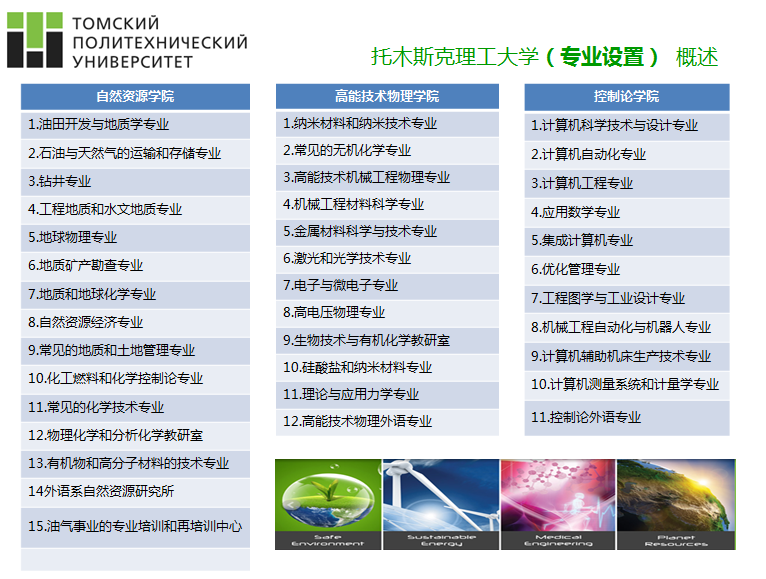 ТОМСКИЙ
ПОЛИТЕХНИЧЕСКИЙ
УНИВЕРСИТЕТ
托木斯克理工大学（专业设置） 概述
自然资源学院
1.油田开发与地质学专业
2.石油与天然气的运输和存储专业
3.钻井专业
4.工程地质和水文地质专业
5.地球物理专业
6.地质矿产勘查专业
7.地质和地球化学专业
8.自然资源经济专业
9.常见的地质和土地管理专业
10.化工燃料和化学控制论专业
11.常见的化学技术专业
12.物理化学和分析化学教研室
13.有机物和高分子材料的技术专业
14外语系自然资源研究所
15.油气事业的专业培训和再培训中心
高能技术物理学院
1.纳米材料和纳米技术专业
2.常见的无机化学专业
3.高能技术机械工程物理专业
4.机械工程材料科学专业
5.金属材料科学与技术专业
6.激光和光学技术专业
7.电子与微电子专业
8.高电压物理专业
9.生物技术与有机化学教研室
10.硅酸盐和纳米材料专业
11.理论与应用力学专业
12.高能技术物理外语专业
控制论学院
1.计算机科学技术与设计专业
2.计算机自动化专业
3.计算机工程专业
4.应用数学专业
5.集成计算机专业
6.优化管理专业
7.工程图学与工业设计专业
8.机械工程自动化与机器人专业
9.计算机辅助机床生产技术专业
10.计算机测量系统和计量学专业
11.控制论外语专业
Safe
Environment
Sustainable
Energy
Medical
Engineering
Planet
Resources